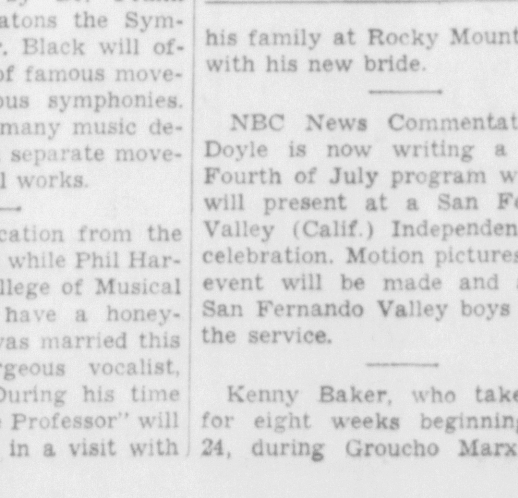 atons the Sym-
Black will of-
of famous move-
ous symphonies.
many music de-
separate move-
l works.
cation from the
while Phil Har-
llege of Musical
have a honey-
was married this
rgeous vocalist,
During his time
Professor" will
in a visit with
his family at Rocky Mount
with his new bride.
NBC News Commentat
Doyle is now writing a
Fourth of July program w
will present at a San Fe
Valley (Calif.) Independen
celebration. Motion pictures
event will be made and
San Fernando Valley boys
the service.
Kenny Baker, who take
for eight weeks beginning
24, during Groucho Marx